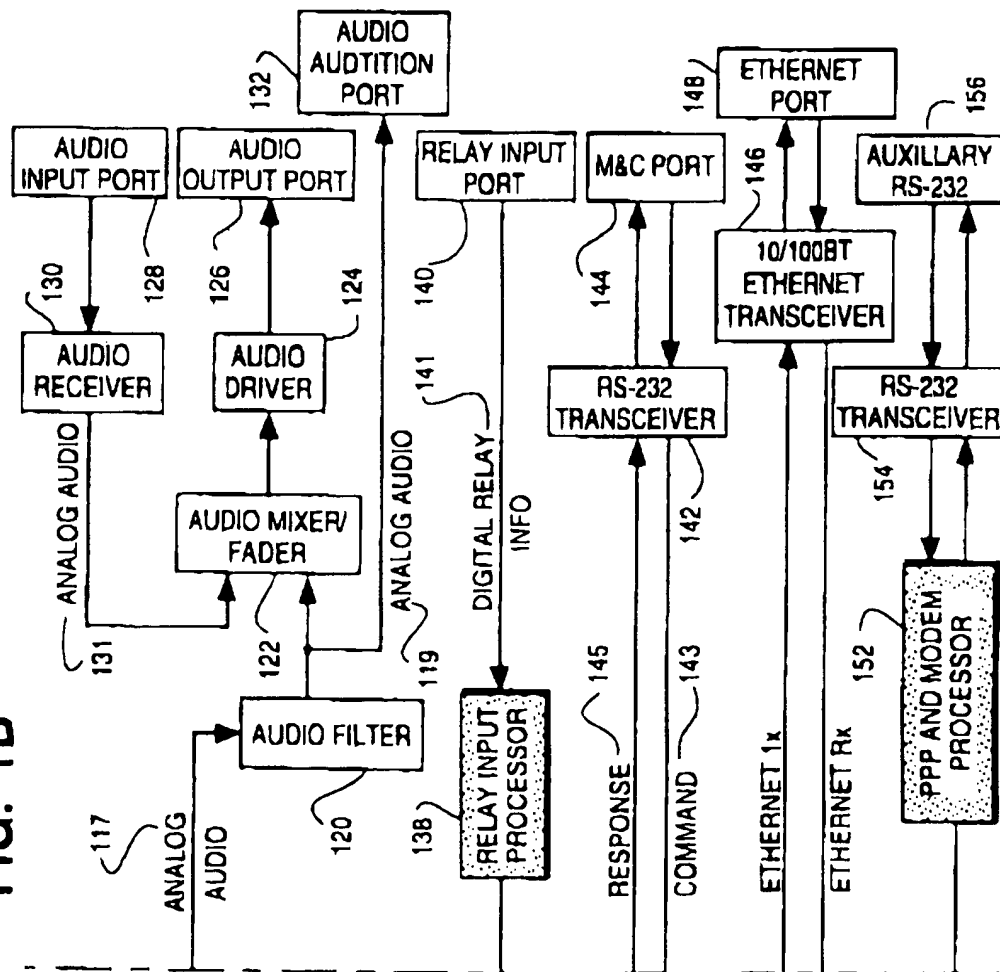 AUDIO
AUDTITION
PORT
132
AUDIO
INPUT PORT
128
AUDIO
OUTPUT PORT
126
RELAY INPUT
PORT
140
M&C PORT
144
ETHERNET
PORT
148
AUXILLARY
RS-232
156
130
AUDIO
RECEIVER
AUDIO
DRIVER
124
141
146
10/100BT
ETHERNET
TRANSCEIVER
RS-232
TRANSCEIVER
142
RS-232
TRANSCEIVER
154
ANALOG AUDIO
131
AUDIO MIXER/
FADER
122
ANALOG AUDIO
119
DIGITAL RELAY
INFO
117
ANALOG
AUDIO
AUDIO FILTER
120
RELAY INPUT
PROCESSOR
138
RESPONSE
145
COMMAND
143
ETHERNET 1x
ETHERNET Rx
PPP AND MODEM
PROCESSOR
152